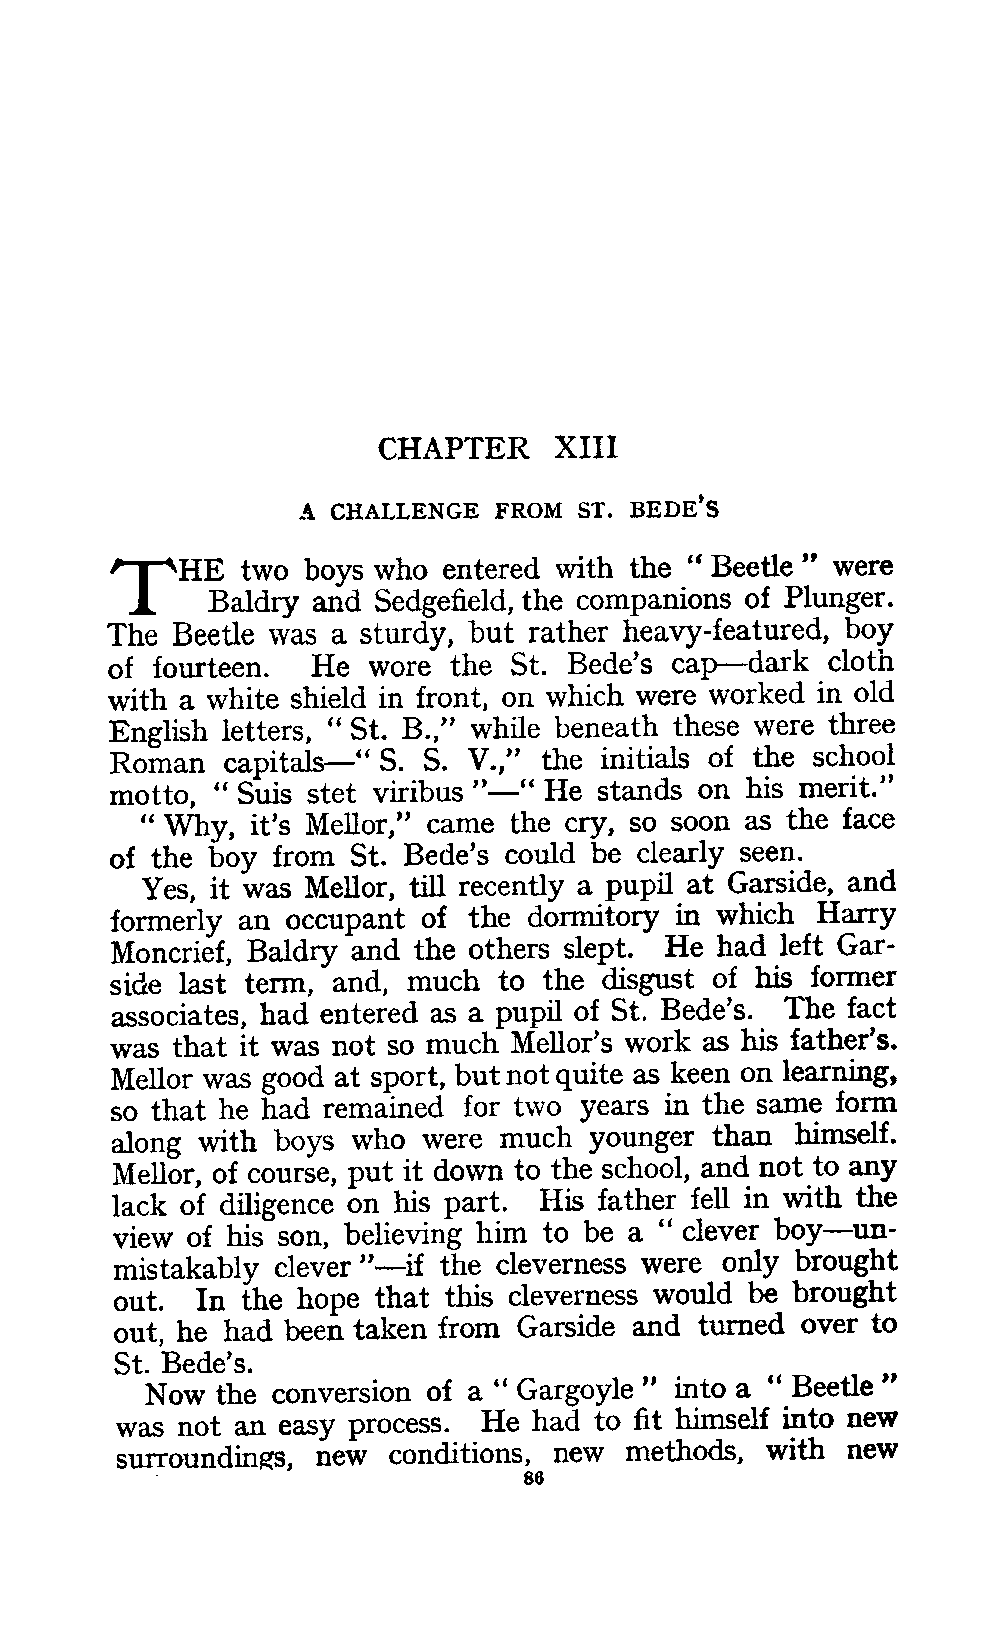 CHAPTER XIII
A CHALLENGE FROM ST. BEDE'S
THE two boys who entered with the “ Beetle ” were
Baldry and Sedgefield, the companions of Plunger.
The Beetle was a sturdy, but rather heavy-featured, boy
of fourteen. He wore the St. Bede's cap—dark cloth
with a white shield in front, on which were worked in old
English letters, “ St. B.,” while beneath these were three
Roman capitals—“ S. S. V.,” the initials of the school
motto, “ Suis stet viribus ”—“ He stands on his merit.”
“ Why, it's Mellor,” came the cry, so soon as the face
of the boy from St. Bede's could be clearly seen.
Yes, it was Mellor, till recently a pupil at Garside, and
formerly an occupant of the dormitory in which Harry
Moncrief, Baldry and the others slept. He had left Gar-
side last term, and, much to the disgust of his former
associates, had entered as a pupil of St. Bede's. The fact
was that it was not so much Mellor's work as his father's.
Mellor was good at sport, but not quite as keen on learning,
so that he had remained for two years in the same form
along with boys who were much younger than himself.
Mellor, of course, put it down to the school, and not to any
lack of diligence on his part. His father fell in with the
view of his son, believing him to be a “ clever boy—un-
mistakably clever ”—if the cleverness were only brought
out. In the hope that this cleverness would be brought
out, he had been taken from Garside and turned over to
St. Bede's.
Now the conversion of a “ Gargoyle ” into a “ Beetle ”
was not an easy process. He had to fit himself into new
surroundings, new conditions, new methods, with new
86